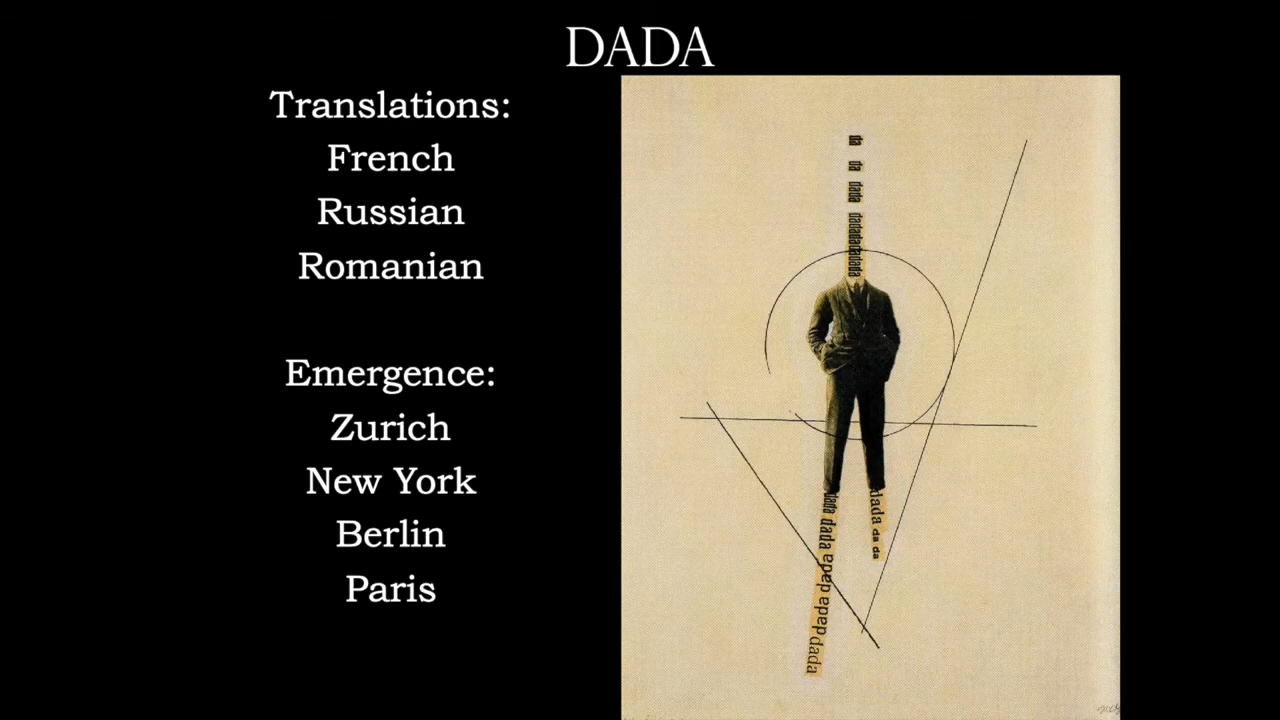 DADA
Translations:
French
Russian
Romanian
Emergence:
Zurich
New York
Berlin
Paris
da da dada dadadadadada
dada dada dada dadadada
dada da da